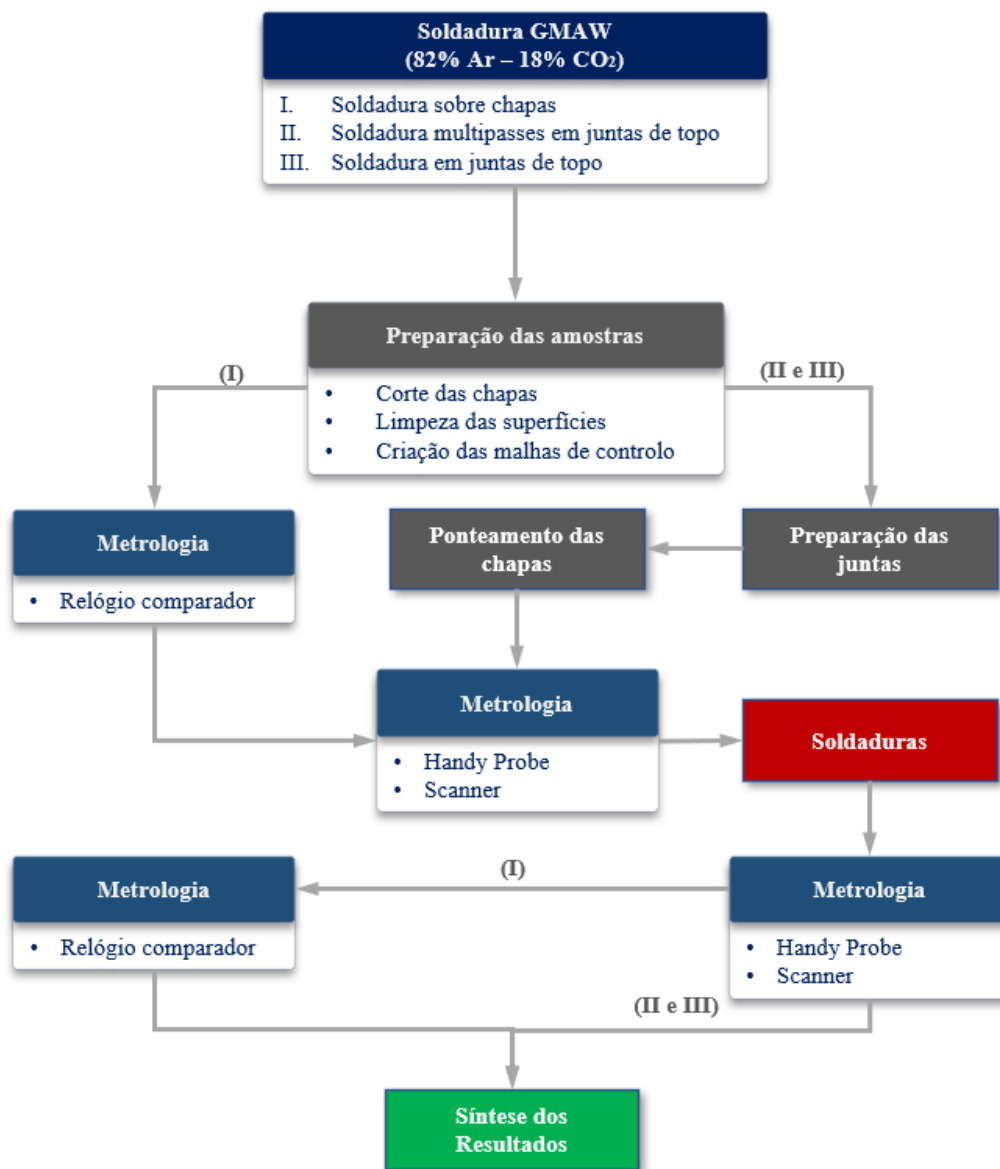 Soldadura GMAW
(82% Ar – 18% CO₂)
I. Soldadura sobre chapas
II. Soldadura multipasses em juntas de topo
III. Soldadura em juntas de topo
Preparação das amostras
(I)
(II e III)
• Corte das chapas
• Limpeza das superfícies
• Criação das malhas de controlo
Metrologia
• Relógio comparador
Ponteamento das
chapas
Preparação das
juntas
Metrologia
• Handy Probe
• Scanner
Soldaduras
Metrologia
• Relógio comparador
(I)
Metrologia
• Handy Probe
• Scanner
(II e III)
Síntese dos
Resultados